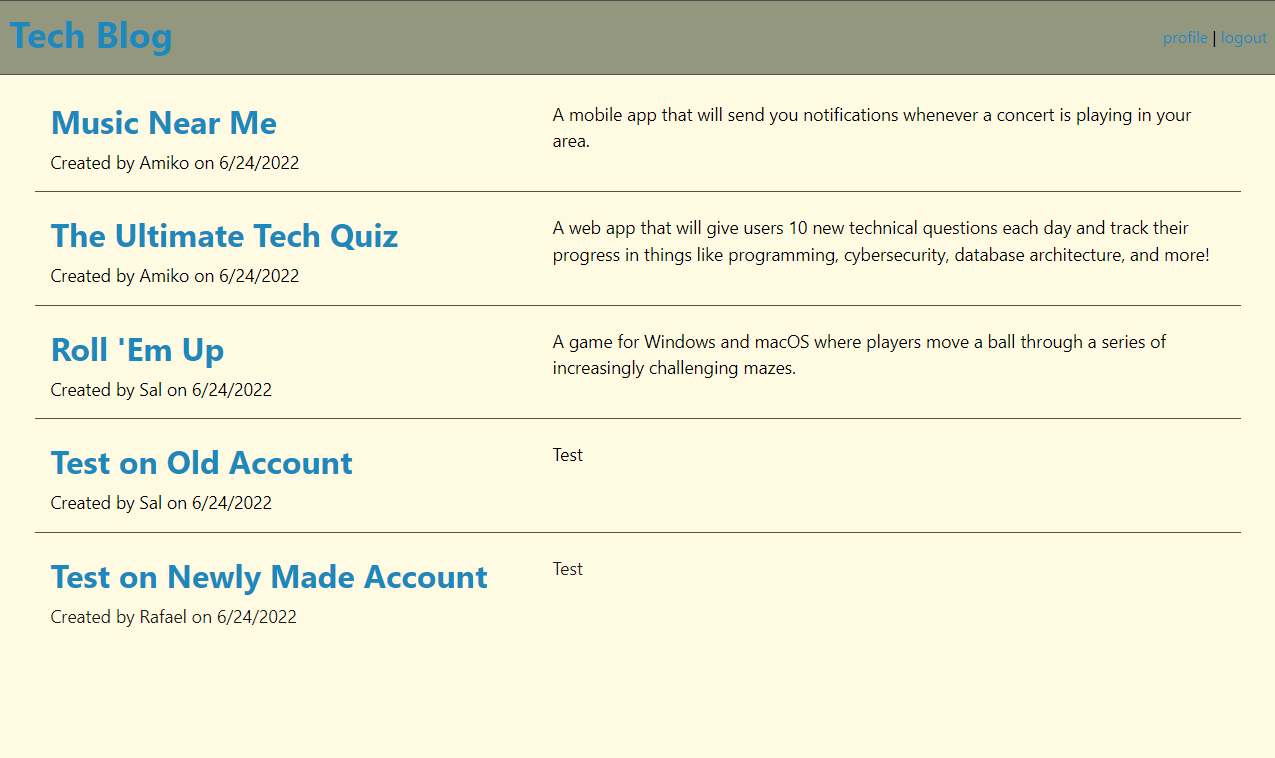 Tech Blog
profile | logout
Music Near Me
Created by Amiko on 6/24/2022
A mobile app that will send you notifications whenever a concert is playing in your
area.
The Ultimate Tech Quiz
Created by Amiko on 6/24/2022
A web app that will give users 10 new technical questions each day and track their
progress in things like programming, cybersecurity, database architecture, and more!
Roll 'Em Up
Created by Sal on 6/24/2022
A game for Windows and macOS where players move a ball through a series of
increasingly challenging mazes.
Test on Old Account
Created by Sal on 6/24/2022
Test
Test on Newly Made Account
Created by Rafael on 6/24/2022
Test